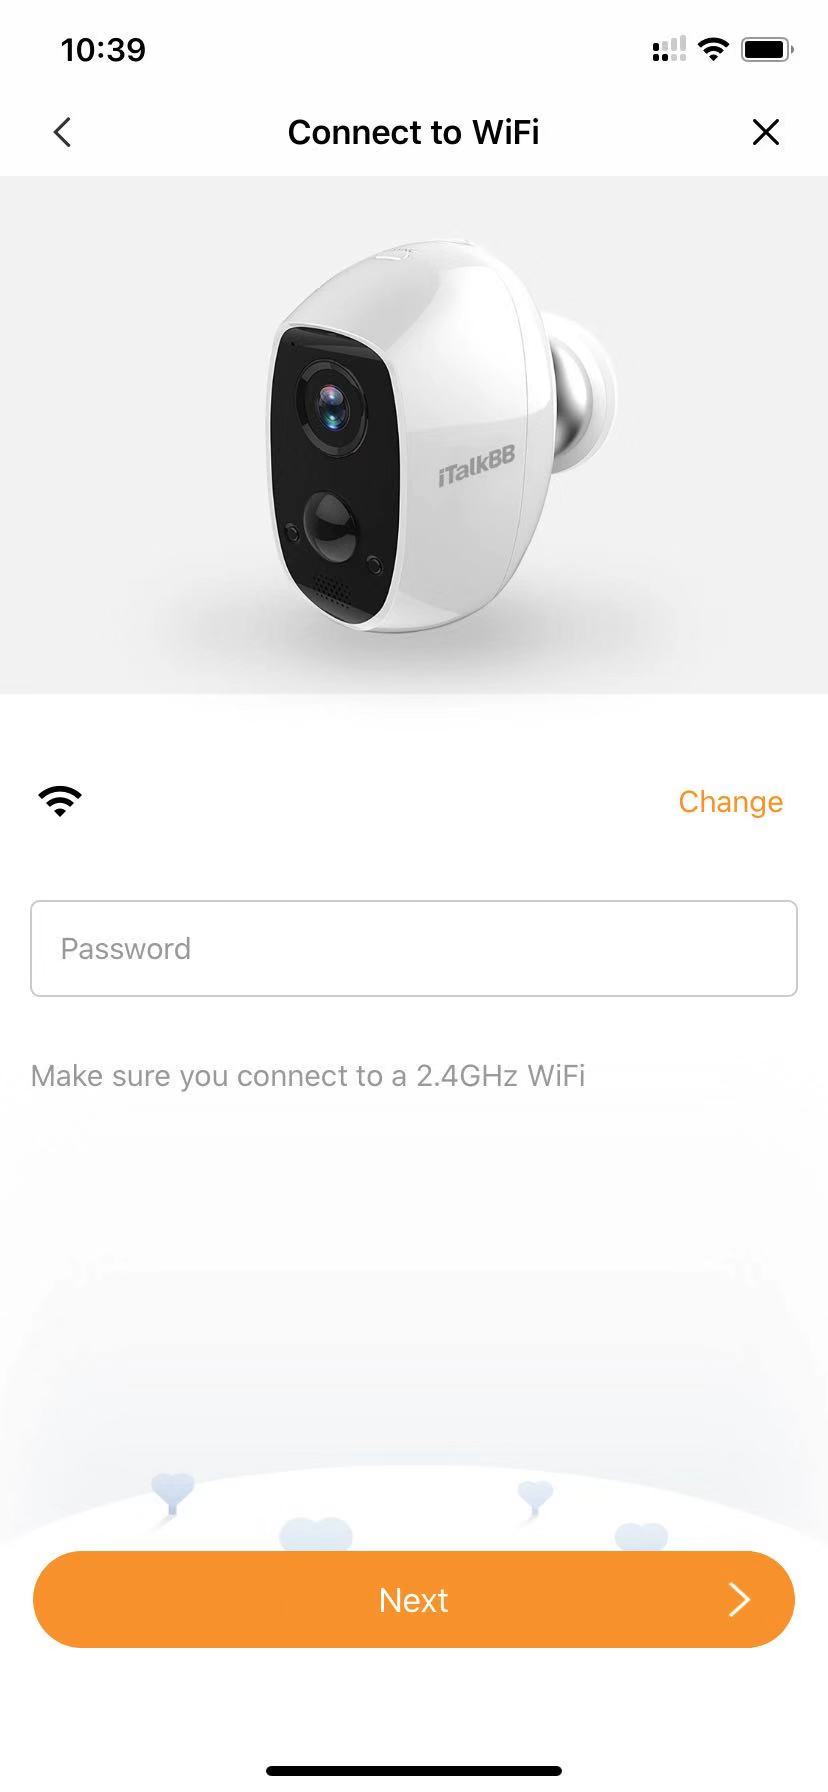 10:39
Connect to WiFi
iTalkBB
Change
Password
Make sure you connect to a 2.4GHz WiFi
Next